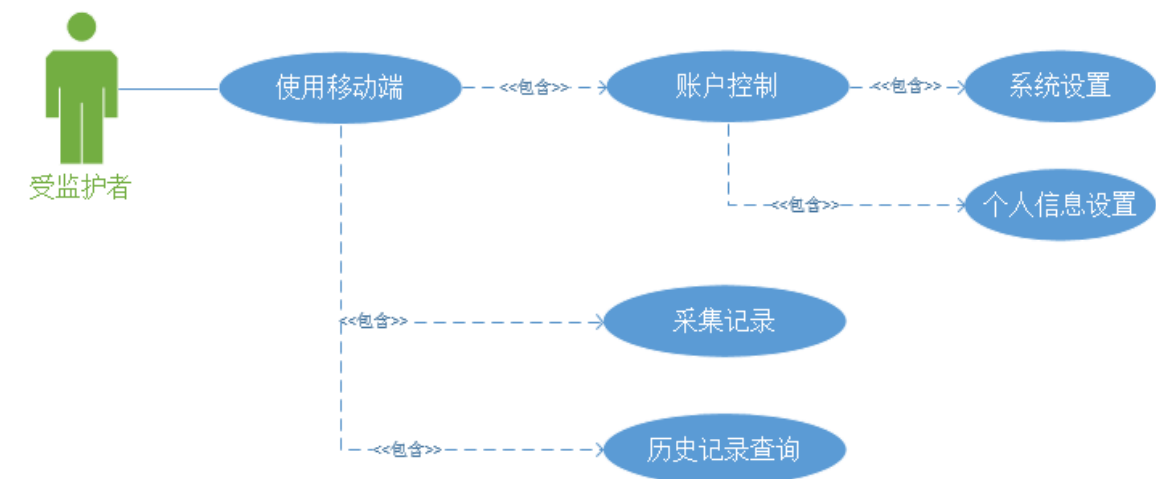 使用移动端
<<包含>>
账户控制
<<包含>>
系统设置
受监护者
<<包含>>
个人信息设置
<<包含>>
采集记录
<<包含>>
历史记录查询